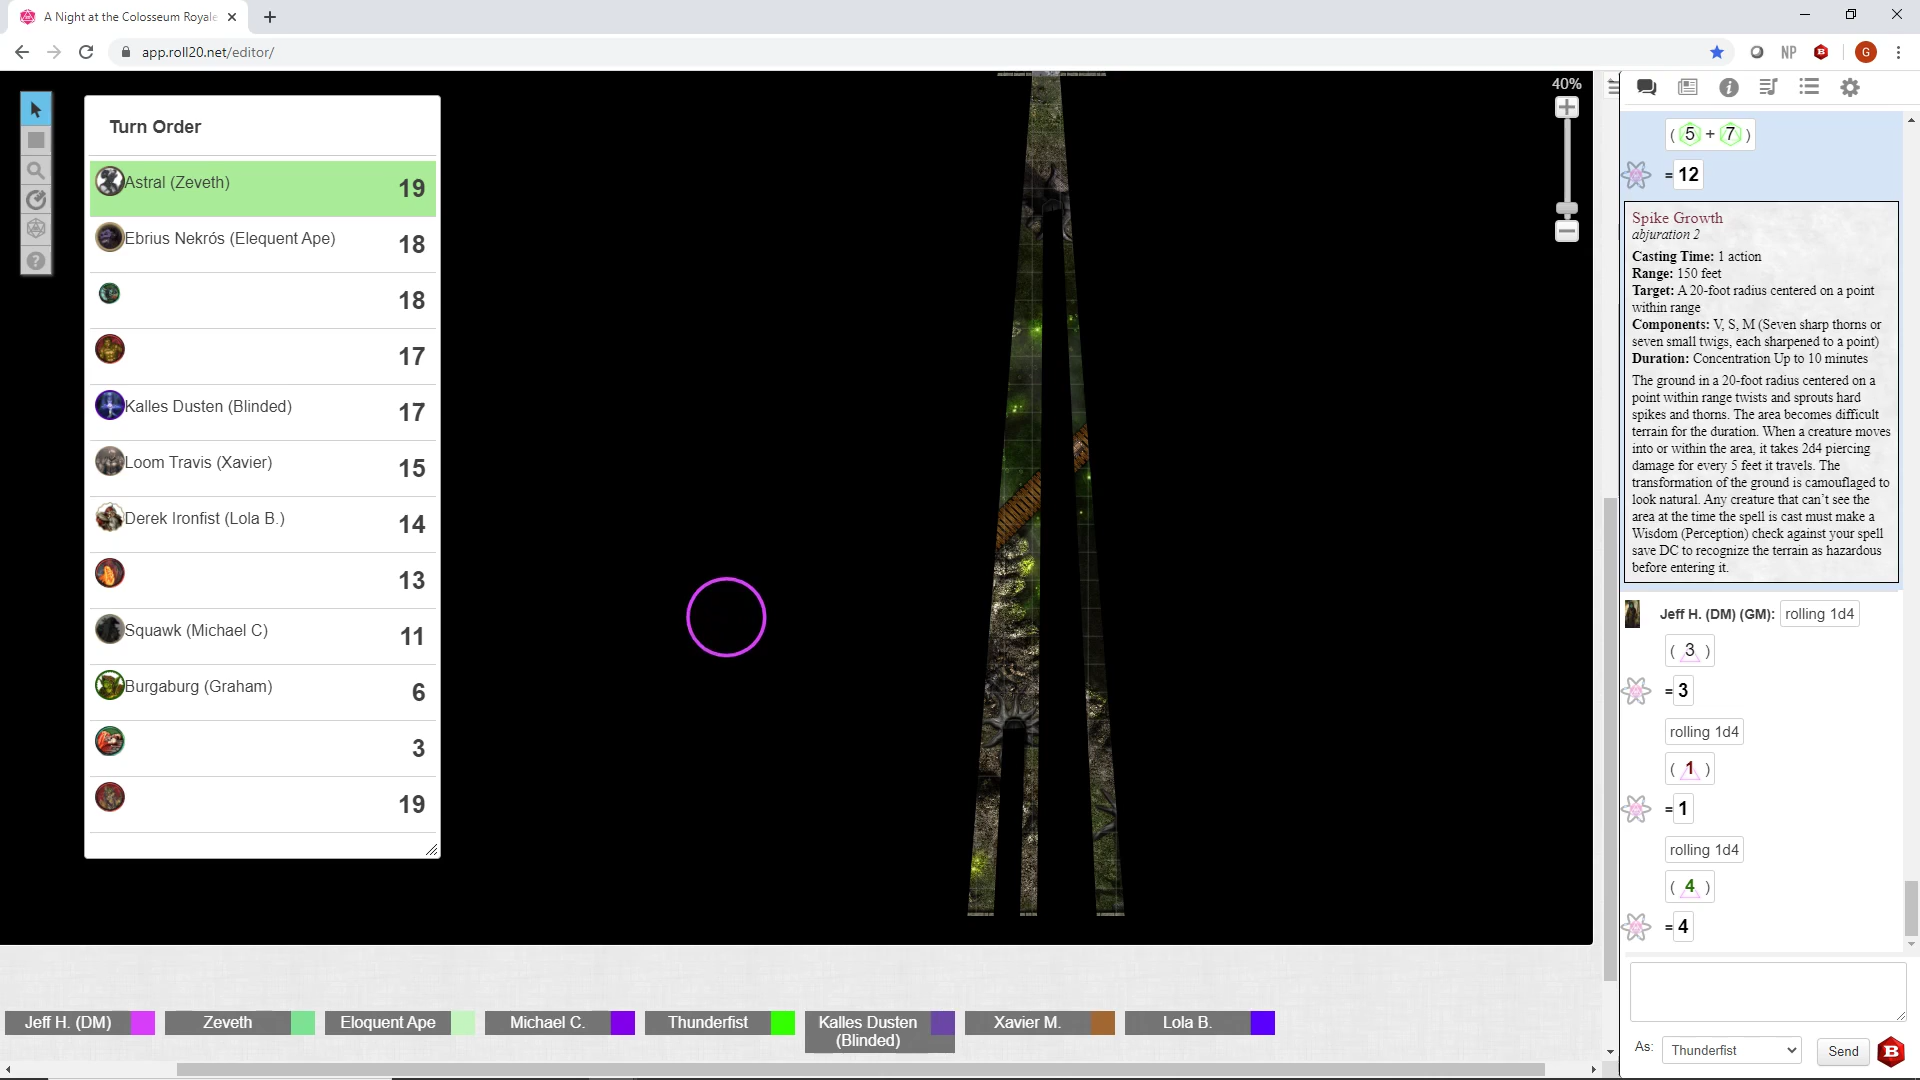 A Night at the Colosseum Royale
app.roll20.net/editor/
NP
B
G
40%
Turn Order
Astral (Zeveth) 19
Ebrius Nekrós (Elequent Ape) 18
18
17
Kalles Dusten (Blinded) 17
Loom Travis (Xavier) 15
Derek Ironfist (Lola B.) 14
13
Squawk (Michael C) 11
Burgaburg (Graham) 6
3
19
( 5 + 7 )
= 12
Spike Growth
abjuration 2
Casting Time: 1 action
Range: 150 feet
Target: A 20-foot radius centered on a point
within range
Components: V, S, M (Seven sharp thorns or
seven small twigs, each sharpened to a point)
Duration: Concentration Up to 10 minutes
The ground in a 20-foot radius centered on a
point within range twists and sprouts hard
spikes and thorns. The area becomes difficult
terrain for the duration. When a creature moves
into or within the area, it takes 2d4 piercing
damage for every 5 feet it travels. The
transformation of the ground is camouflaged to
look natural. Any creature that can't see the
area at the time the spell is cast must make a
Wisdom (Perception) check against your spell
save DC to recognize the terrain as hazardous
before entering it.
Jeff H. (DM) (GM): rolling 1d4
( 3 )
= 3
rolling 1d4
( 1 )
= 1
rolling 1d4
( 4 )
= 4
Jeff H. (DM)
Zeveth
Eloquent Ape
Michael C.
Thunderfist
Kalles Dusten
(Blinded)
Xavier M.
Lola B.
As: Thunderfist Send B